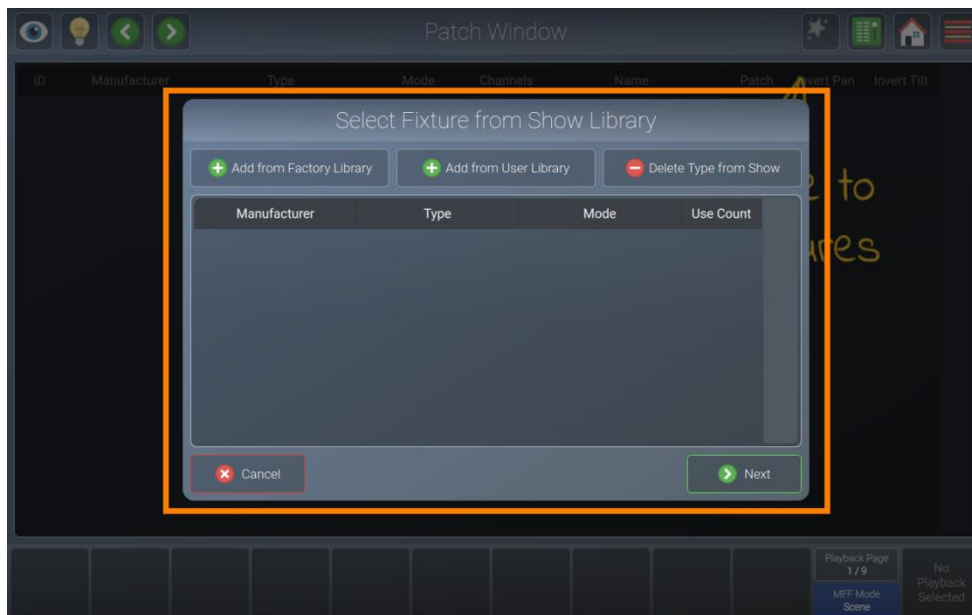 Patch Window
ID Manufacturer Type Mode Channels Name Patch Invert Pan Invert Tilt
Select Fixture from Show Library
Add from Factory Library Add from User Library Delete Type from Show
to
Manufacturer Type Mode Use Count
Cancel Next
Playback Page
1 / 9
No
Playback
Selected
MFF Mode
Scene